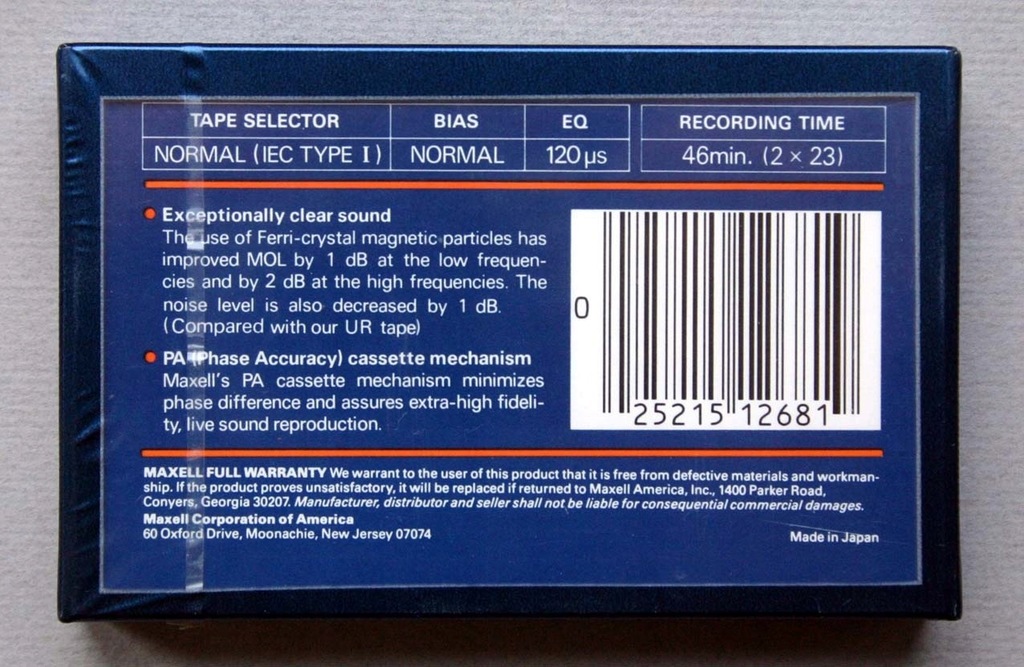 TAPE SELECTOR BIAS EQ RECORDING TIME
NORMAL (IEC TYPE I) NORMAL 120μs 46min. (2 × 23)
Exceptionally clear sound
The use of Ferri-crystal magnetic particles has
improved MOL by 1 dB at the low frequen-
cies and by 2 dB at the high frequencies. The
noise level is also decreased by 1 dB.
(Compared with our UR tape)
PA (Phase Accuracy) cassette mechanism
Maxell's PA cassette mechanism minimizes
phase difference and assures extra-high fideli-
ty, live sound reproduction.
0
25215 12681
MAXELL FULL WARRANTY We warrant to the user of this product that it is free from defective materials and workman-
ship. If the product proves unsatisfactory, it will be replaced if returned to Maxell America, Inc., 1400 Parker Road,
Conyers, Georgia 30207. Manufacturer, distributor and seller shall not be liable for consequential commercial damages.
Maxell Corporation of America
60 Oxford Drive, Moonachie, New Jersey 07074
Made in Japan